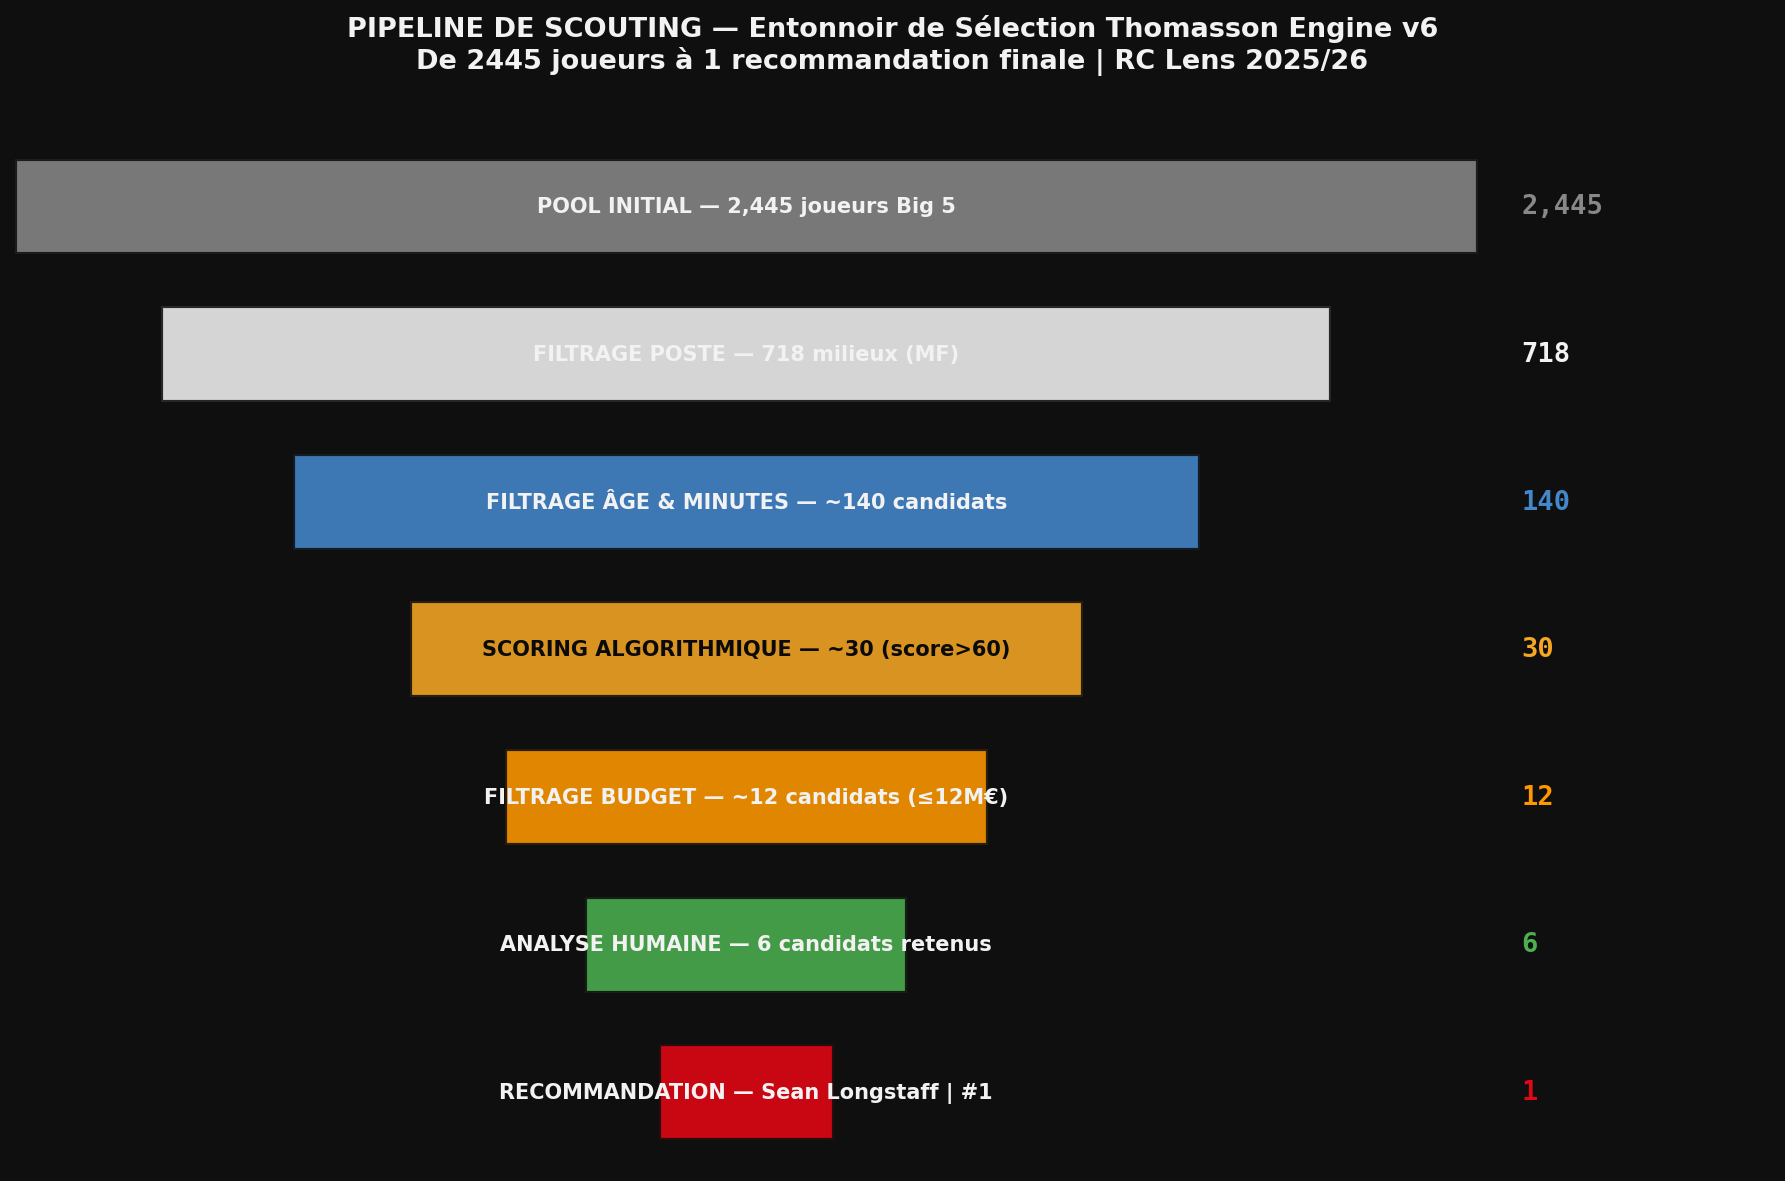 PIPELINE DE SCOUTING — Entonnoir de Sélection Thomasson Engine v6
De 2445 joueurs à 1 recommandation finale | RC Lens 2025/26
POOL INITIAL — 2,445 joueurs Big 5
2,445
FILTRAGE POSTE — 718 milieux (MF)
718
FILTRAGE ÂGE & MINUTES — ~140 candidats
140
SCORING ALGORITHMIQUE — ~30 (score>60)
30
FILTRAGE BUDGET — ~12 candidats (≤12M€)
12
ANALYSE HUMAINE — 6 candidats retenus
6
RECOMMANDATION — Sean Longstaff | #1
1